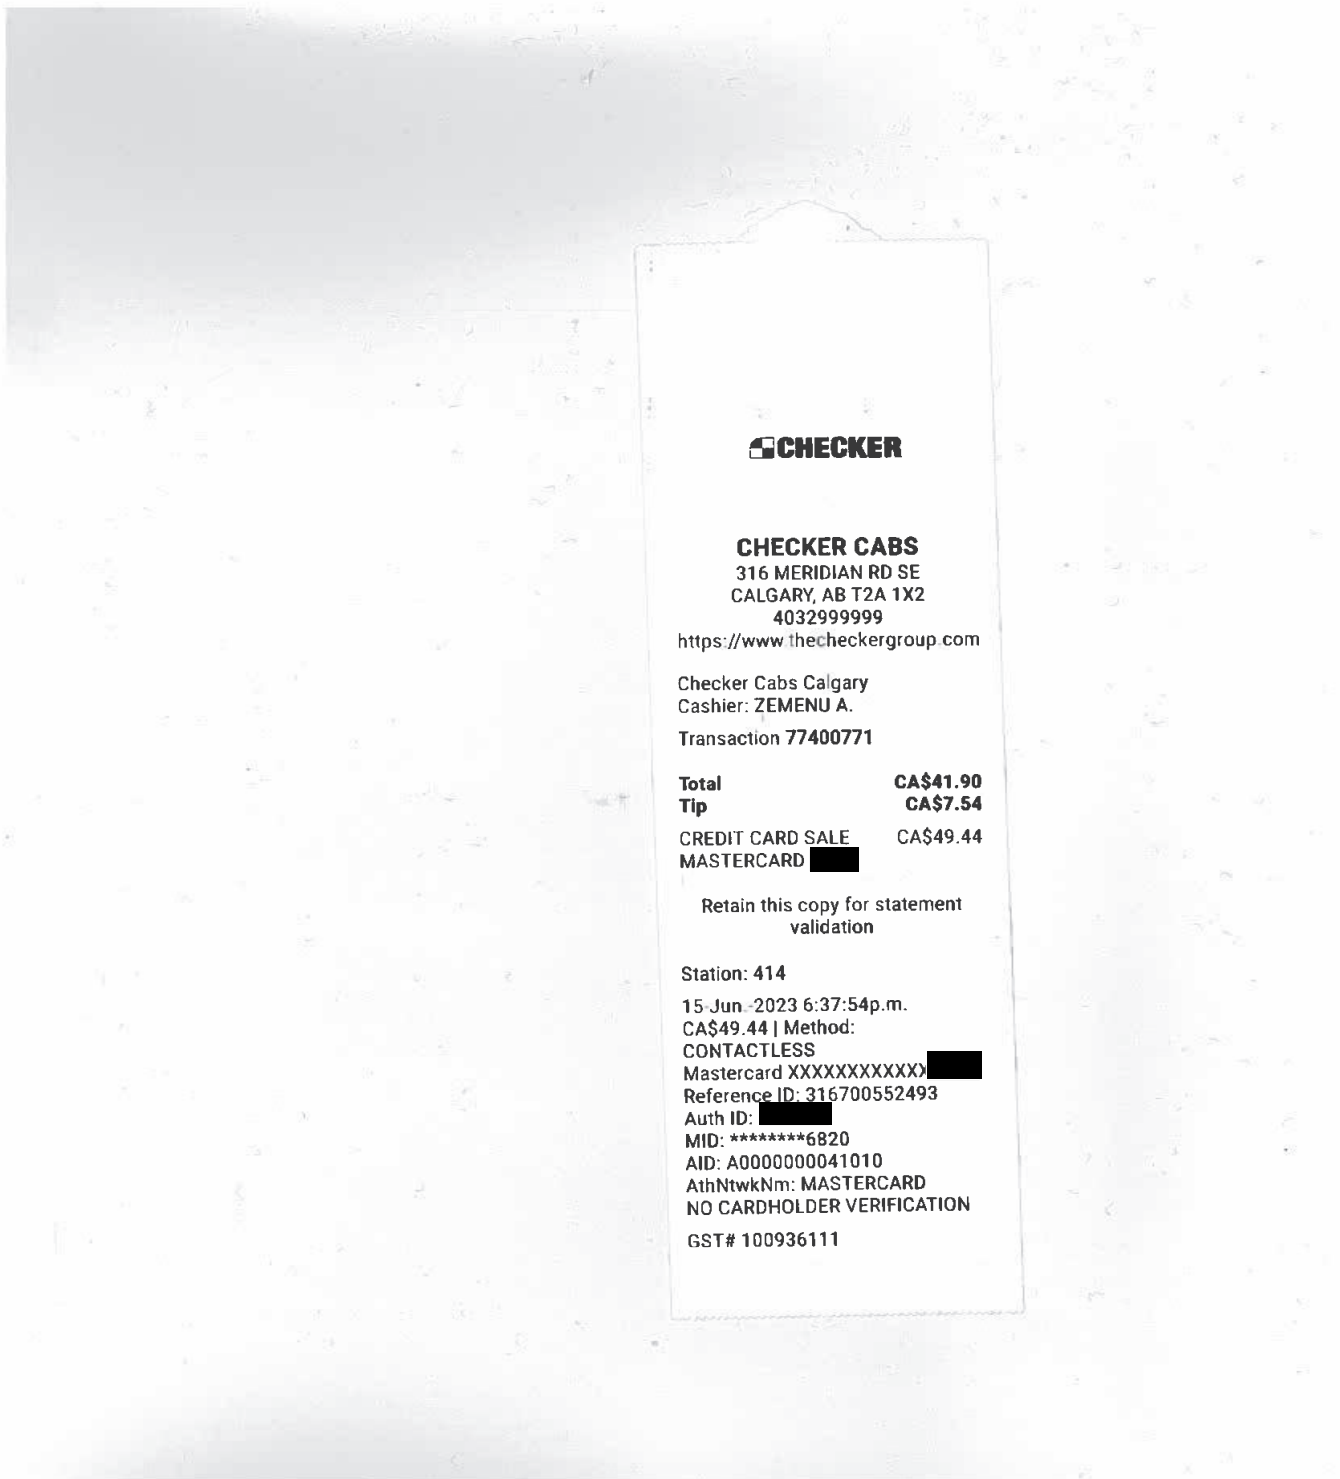 CHECKER
CHECKER CABS
316 MERIDIAN RD SE
CALGARY, AB T2A 1X2
4032999999
https://www.thecheckergroup.com
Checker Cabs Calgary
Cashier: ZEMENU A.
Transaction 77400771
Total CA$41.90
Tip CA$7.54
CREDIT CARD SALE CA$49.44
MASTERCARD
Retain this copy for statement
validation
Station: 414
15-Jun.-2023 6:37:54p.m.
CA$49.44 | Method:
CONTACTLESS
Mastercard XXXXXXXXXXXX
Reference ID: 316700552493
Auth ID:
MID: ********6820
AID: A0000000041010
AthNtwkNm: MASTERCARD
NO CARDHOLDER VERIFICATION
GST# 100936111